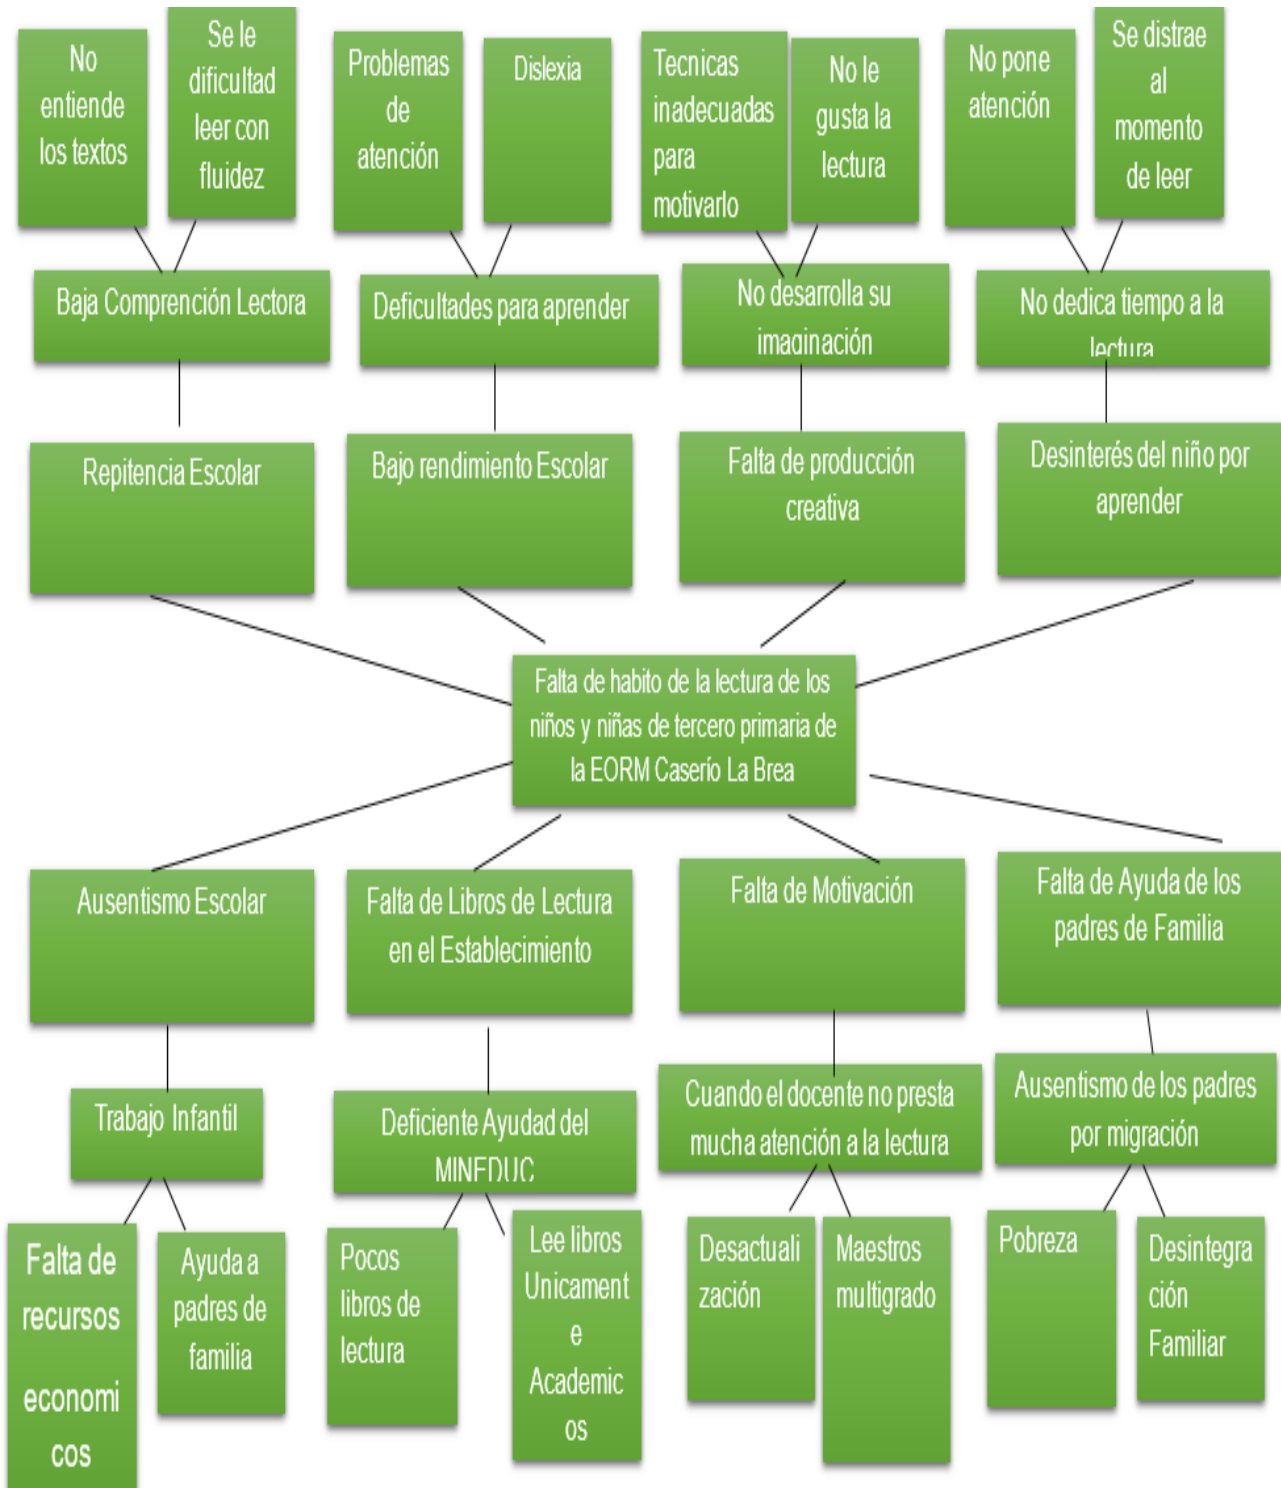 No
entiende
los textos
Se le
dificultad
leer con
fluidez
Problemas
de
atención
Dislexia
Tecnicas
inadecuadas
para
motivarlo
No le
gusta la
lectura
No pone
atención
Se distrae
al
momento
de leer
Baja Comprención Lectora
Deficultades para aprender
No desarrolla su
imaginación
No dedica tiempo a la
lectura
Repitencia Escolar
Bajo rendimiento Escolar
Falta de producción
creativa
Desinterés del niño por
aprender
Falta de habito de la lectura de los
niños y niñas de tercero primaria de
la EORM Caserío La Brea
Ausentismo Escolar
Falta de Libros de Lectura
en el Establecimiento
Falta de Motivación
Falta de Ayuda de los
padres de Familia
Trabajo Infantil
Deficiente Ayudad del
MINEDUC
Cuando el docente no presta
mucha atención a la lectura
Ausentismo de los padres
por migración
Falta de
recursos
economi
cos
Ayuda a
padres de
familia
Pocos
libros de
lectura
Lee libros
Unicament
e
Academic
os
Desactuali
zación
Maestros
multigrado
Pobreza
Desintegra
ción
Familiar